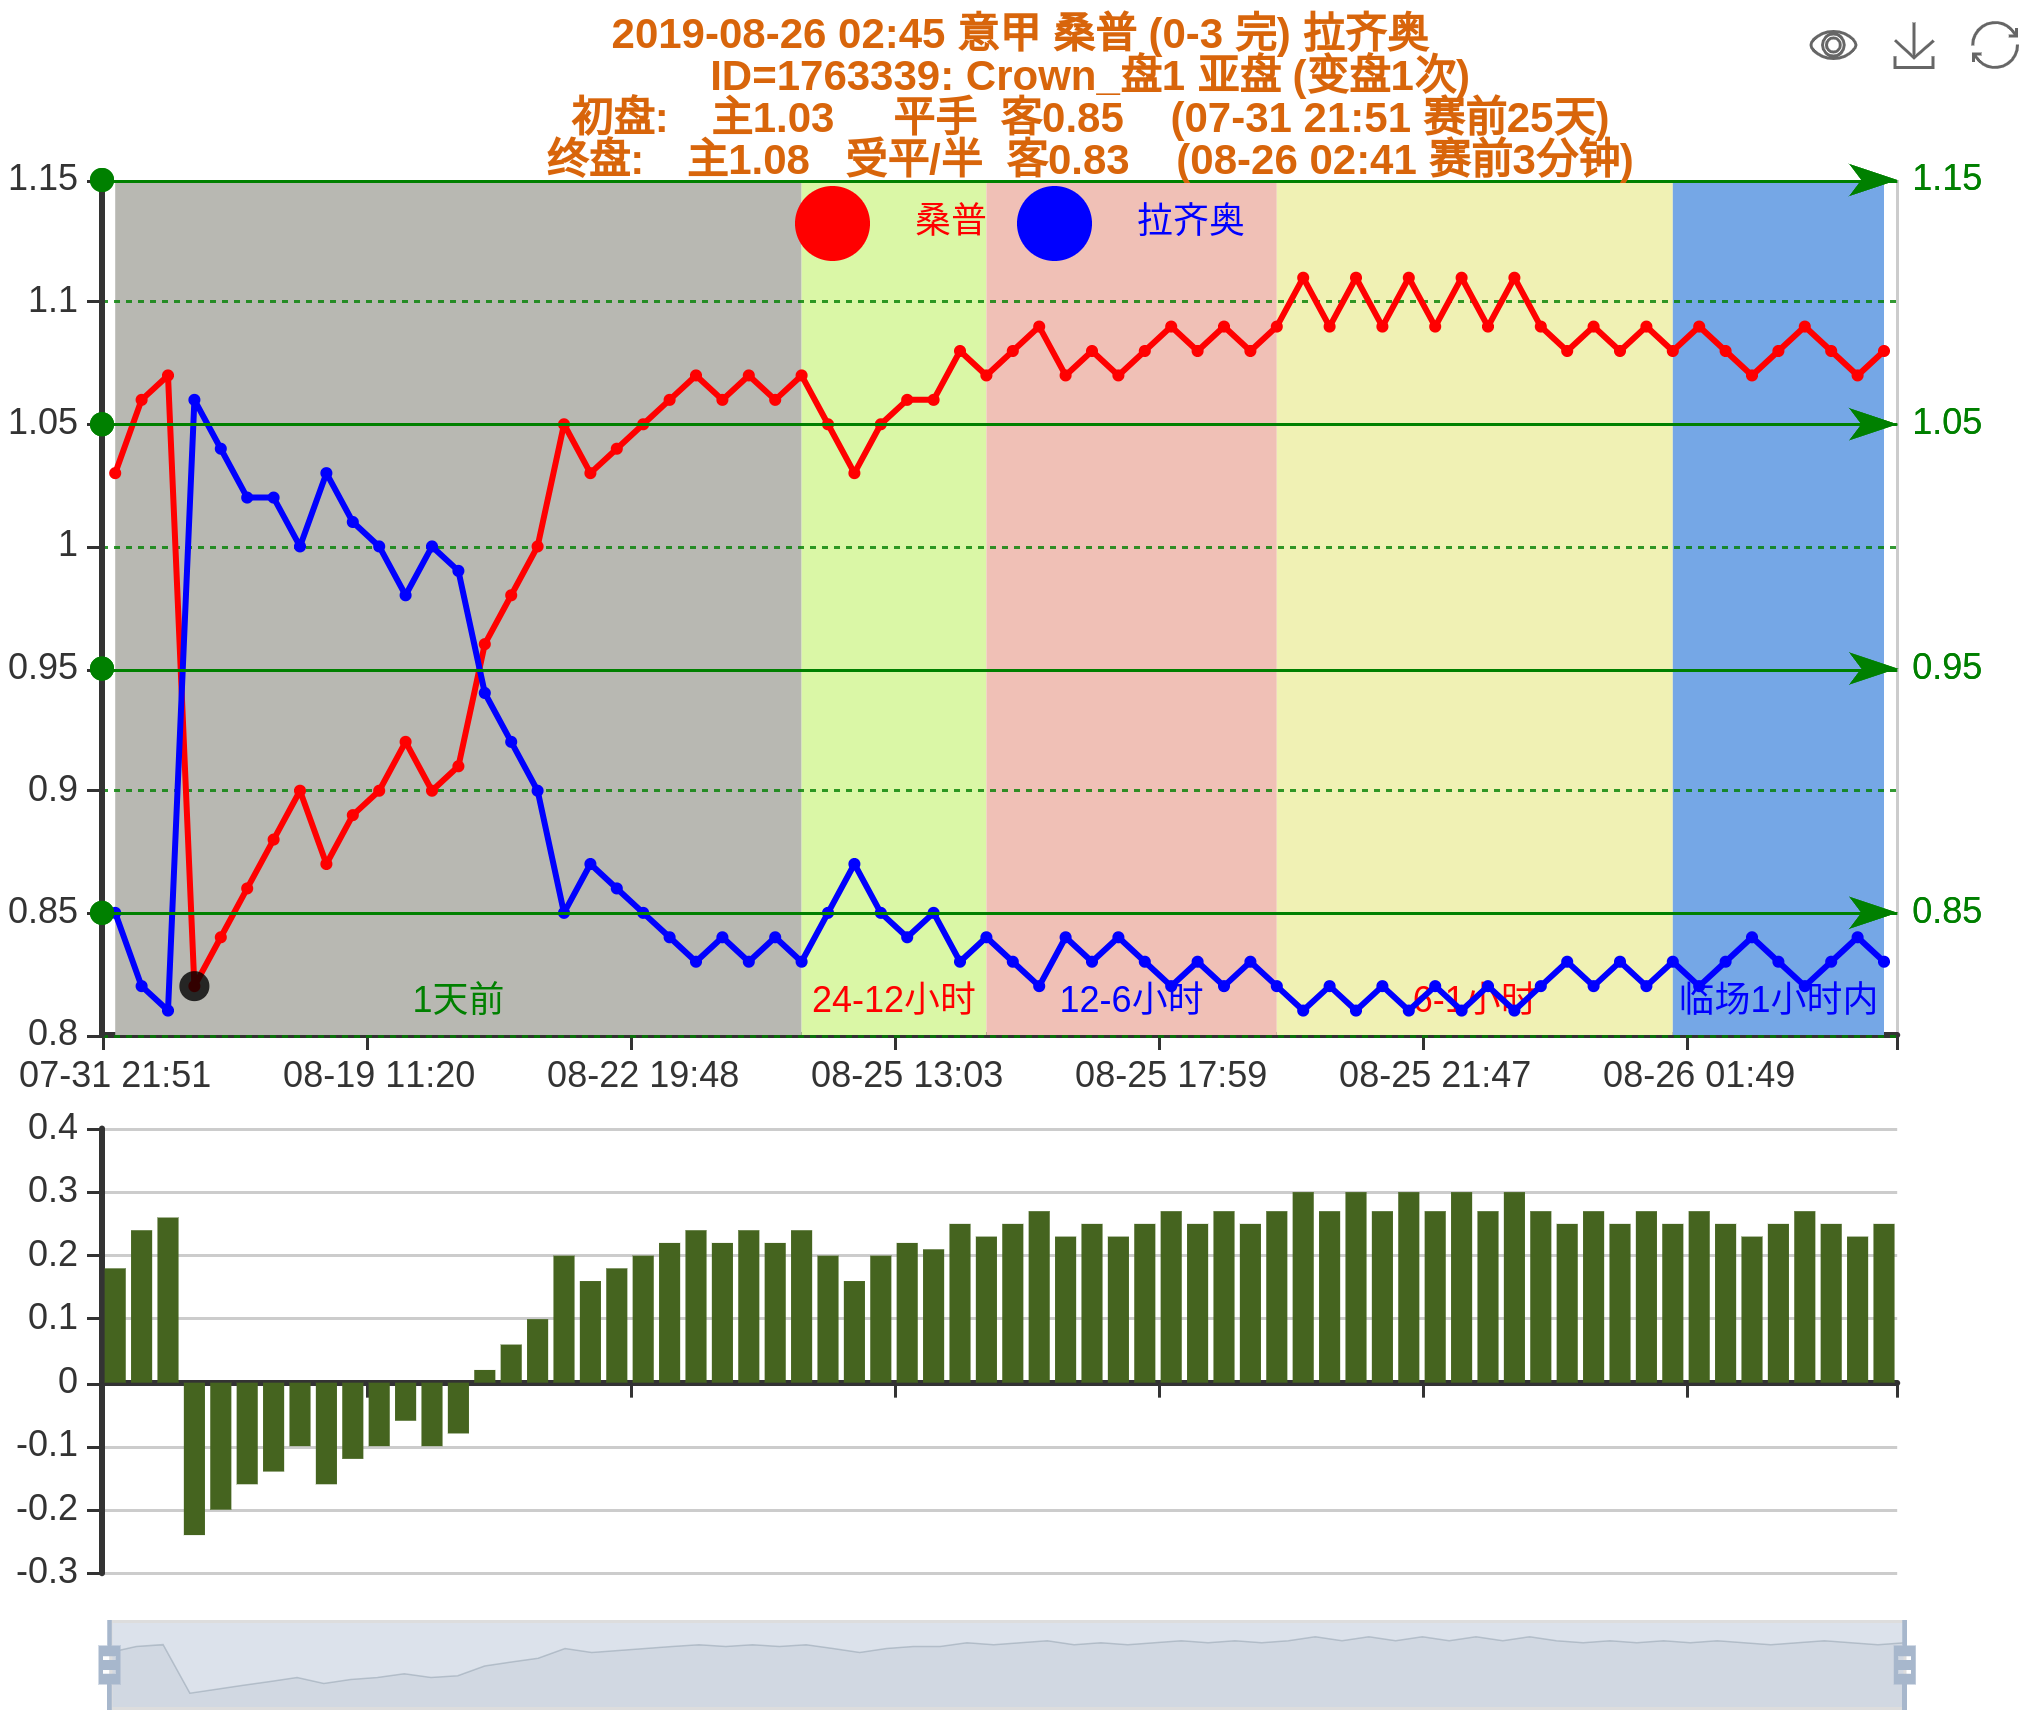 2019-08-26 02:45 意甲 桑普 (0-3 完) 拉齐奥
ID=1763339: Crown_盘1 亚盘 (变盘1次)
初盘: 主1.03 平手 客0.85 (07-31 21:51 赛前25天)
终盘: 主1.08 受平/半 客0.83 (08-26 02:41 赛前3分钟)
桑普 拉齐奥
1.15 1.15
1.1
1.05 1.05
1
0.95 0.95
0.9
0.85 0.85
0.8
1天前 24-12小时 12-6小时 6-1小时 临场1小时内
07-31 21:51 08-19 11:20 08-22 19:48 08-25 13:03 08-25 17:59 08-25 21:47 08-26 01:49
0.4
0.3
0.2
0.1
0
-0.1
-0.2
-0.3